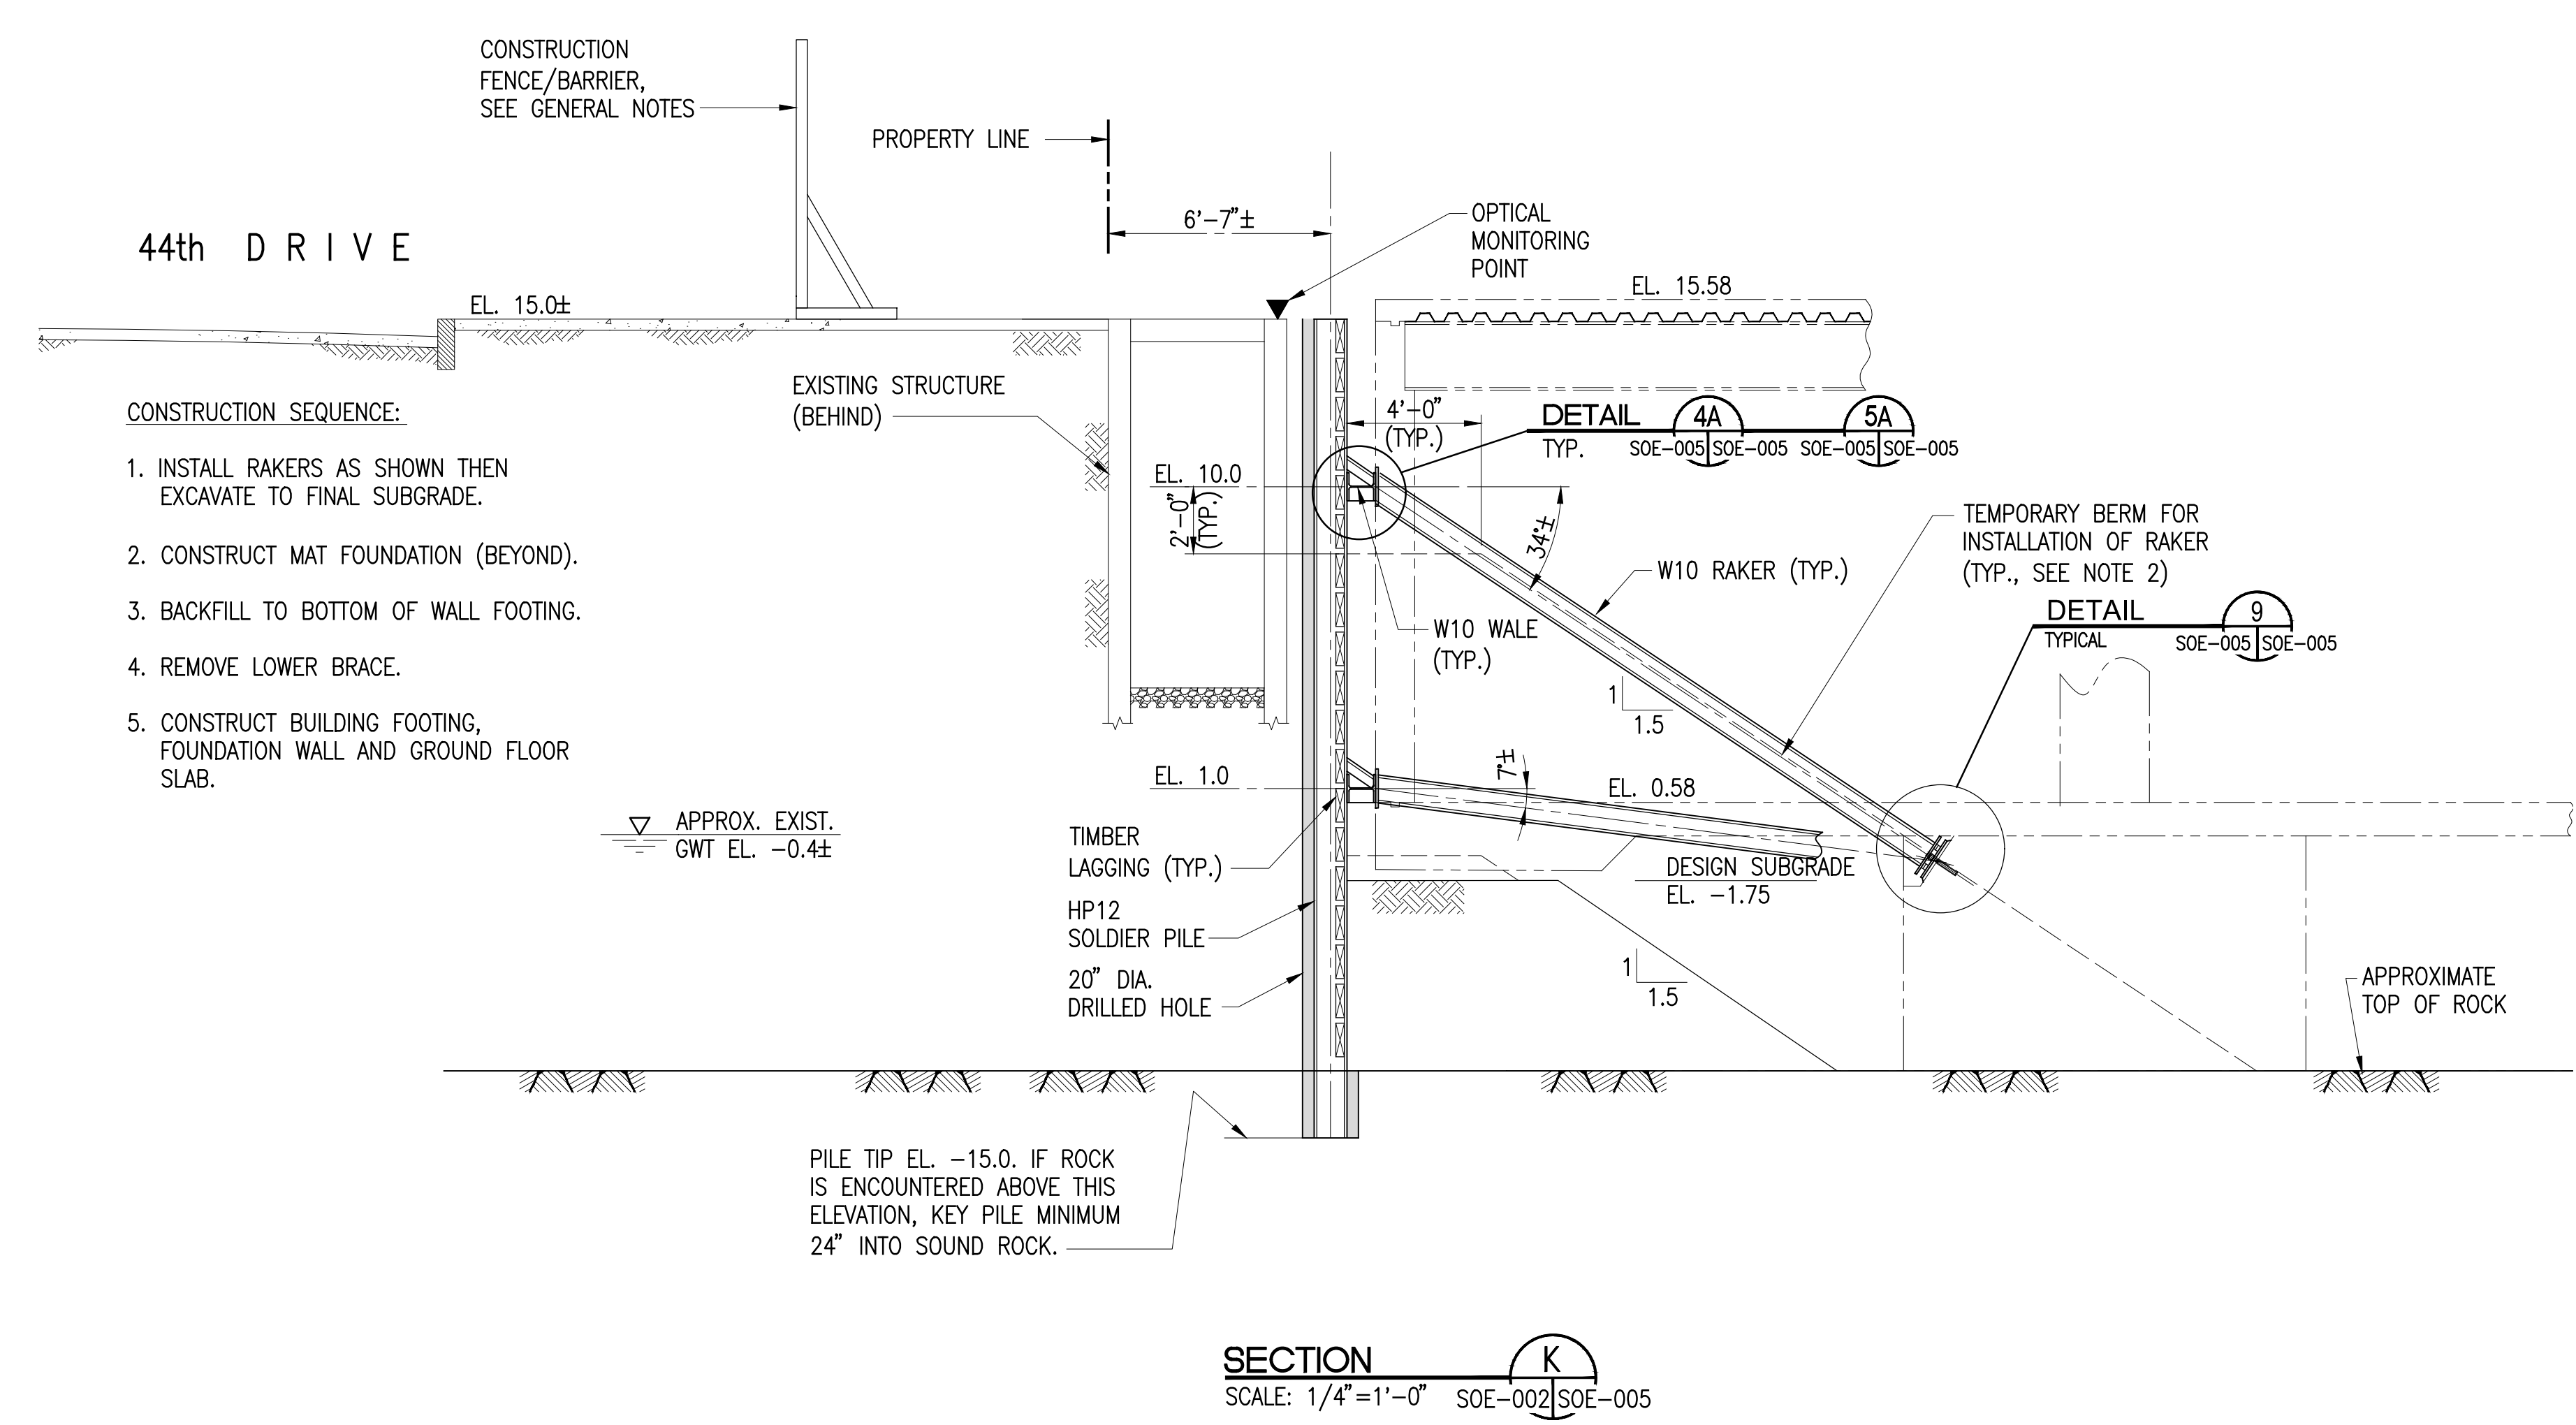 CONSTRUCTION
FENCE/BARRIER,
SEE GENERAL NOTES
PROPERTY LINE
6'-7"±
OPTICAL
MONITORING
POINT
44th DRIVE
EL. 15.0±
EL. 15.58
EXISTING STRUCTURE
(BEHIND)
CONSTRUCTION SEQUENCE:
1. INSTALL RAKERS AS SHOWN THEN
EXCAVATE TO FINAL SUBGRADE.
2. CONSTRUCT MAT FOUNDATION (BEYOND).
3. BACKFILL TO BOTTOM OF WALL FOOTING.
4. REMOVE LOWER BRACE.
5. CONSTRUCT BUILDING FOOTING,
FOUNDATION WALL AND GROUND FLOOR
SLAB.
4'-0"
(TYP.)
DETAIL 4A 5A
TYP. SOE-005 SOE-005 SOE-005 SOE-005
EL. 10.0
2'-0"
(TYP.)
34°±
W10 RAKER (TYP.)
TEMPORARY BERM FOR
INSTALLATION OF RAKER
(TYP., SEE NOTE 2)
DETAIL 9
TYPICAL SOE-005 SOE-005
W10 WALE
(TYP.)
1
1.5
EL. 1.0
7°±
EL. 0.58
APPROX. EXIST.
GWT EL. -0.4±
TIMBER
LAGGING (TYP.)
DESIGN SUBGRADE
EL. -1.75
HP12
SOLDIER PILE
20" DIA.
DRILLED HOLE
1
1.5
APPROXIMATE
TOP OF ROCK
PILE TIP EL. -15.0. IF ROCK
IS ENCOUNTERED ABOVE THIS
ELEVATION, KEY PILE MINIMUM
24" INTO SOUND ROCK.
SECTION K
SCALE: 1/4"=1'-0" SOE-002 SOE-005